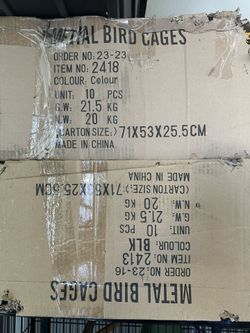 METAL BIRD CAGES
ORDER NO: 23-23
ITEM NO: 2418
COLOUR: Celour
UNIT: 10 PCS
G.W: 21.5 KG
N.W: 20 KG
(CARTON SIZE:) 71X53X25.5CM
MADE IN CHINA
METAL BIRD CAGES
ORDER NO: 23-16
ITEM NO: 2413
COLOUR: BLK
UNIT: 10 PCS
G.W: 21.5 KG
N.W: 20 KG
(CARTON SIZE:) 71X53X25.5CM
MADE IN CHINA